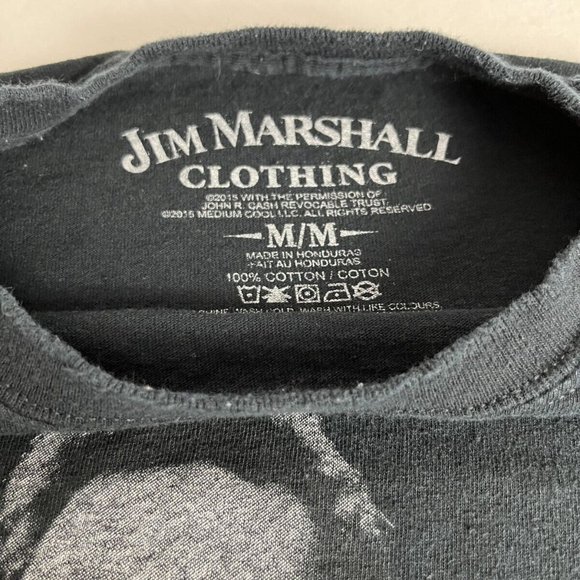 JIM MARSHALL
CLOTHING
©2015 WITH THE PERMISSION OF
JOHN R. CASH REVOCABLE TRUST.
©2015 MEDIUM COOL LLC. ALL RIGHTS RESERVED
M/M
MADE IN HONDURAS
FAIT AU HONDURAS
100% COTTON / COTON
WASH COLD. WASH WITH LIKE COLOURS